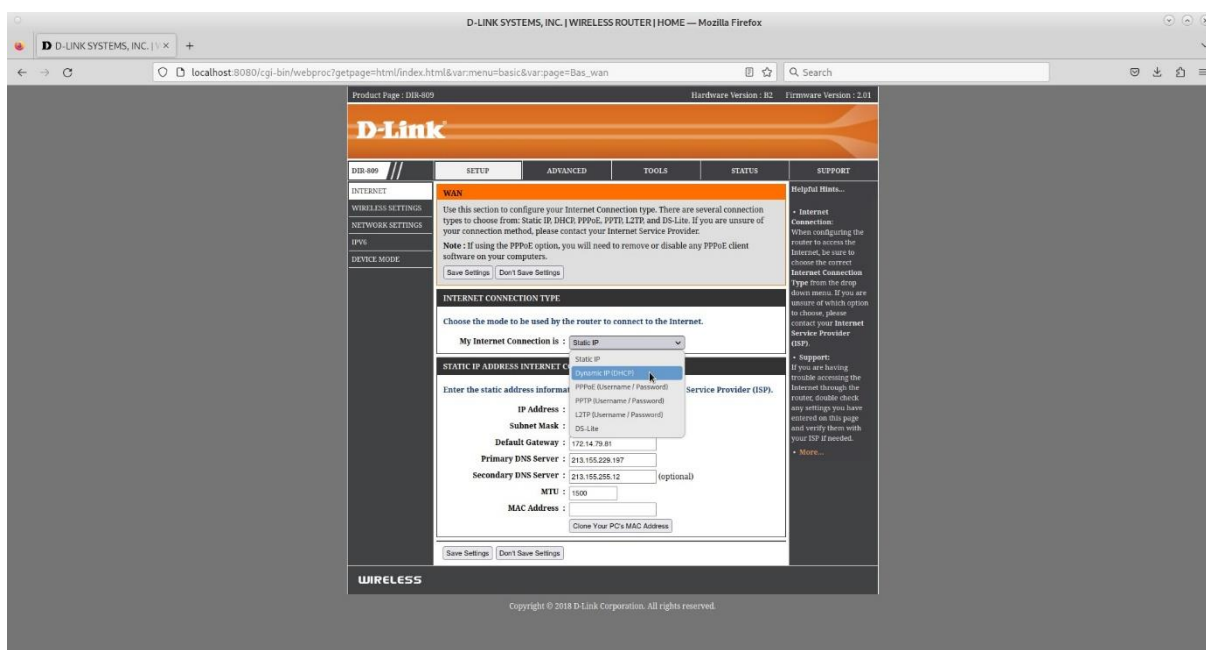 D-LINK SYSTEMS, INC. | WIRELESS ROUTER | HOME — Mozilla Firefox
D D-LINK SYSTEMS, INC. | W × +
localhost:8080/cgi-bin/webproc?getpage=html/index.html&var:menu=basic&var:page=Bas_wan
Search
Product Page : DIR-809 Hardware Version : B2 Firmware Version : 2.01
D-Link
DIR-809 // SETUP ADVANCED TOOLS STATUS SUPPORT
INTERNET
WIRELESS SETTINGS
NETWORK SETTINGS
IPV6
DEVICE MODE
WAN
Use this section to configure your Internet Connection type. There are several connection
types to choose from: Static IP, DHCP, PPPoE, PPTP, L2TP, and DS-Lite. If you are unsure of
your connection method, please contact your Internet Service Provider.
Note : If using the PPPoE option, you will need to remove or disable any PPPoE client
software on your computers.
Save Settings Don't Save Settings
INTERNET CONNECTION TYPE
Choose the mode to be used by the router to connect to the Internet.
My Internet Connection is : Static IP
Static IP
Dynamic IP (DHCP)
PPPoE (Username / Password)
PPTP (Username / Password)
L2TP (Username / Password)
DS-Lite
STATIC IP ADDRESS INTERNET C
Enter the static address informat Service Provider (ISP).
IP Address :
Subnet Mask :
Default Gateway : 172.14.79.81
Primary DNS Server : 213.155.229.197
Secondary DNS Server : 213.155.255.12 (optional)
MTU : 1500
MAC Address :
Clone Your PC's MAC Address
Save Settings Don't Save Settings
Helpful Hints...
• Internet
Connection:
When configuring the
router to access the
Internet, be sure to
choose the correct
Internet Connection
Type from the drop
down menu. If you are
unsure of which option
to choose, please
contact your Internet
Service Provider
(ISP).
• Support:
If you are having
trouble accessing the
Internet through the
router, double check
any settings you have
entered on this page
and verify them with
your ISP if needed.
• More...
WIRELESS
Copyright © 2018 D-Link Corporation. All rights reserved.